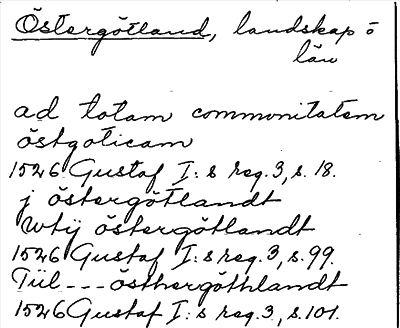 Östergötland, landskap o
län
ad totam commonitatem
östgoticam
1526 Gustaf I:s reg. 3, s. 18.
j östergötlandt
wtij östergötlandt
1526 Gustaf I:s reg. 3, s. 99.
Tiil --- östhergöthlandt
1526 Gustaf I:s reg. 3, s. 101.